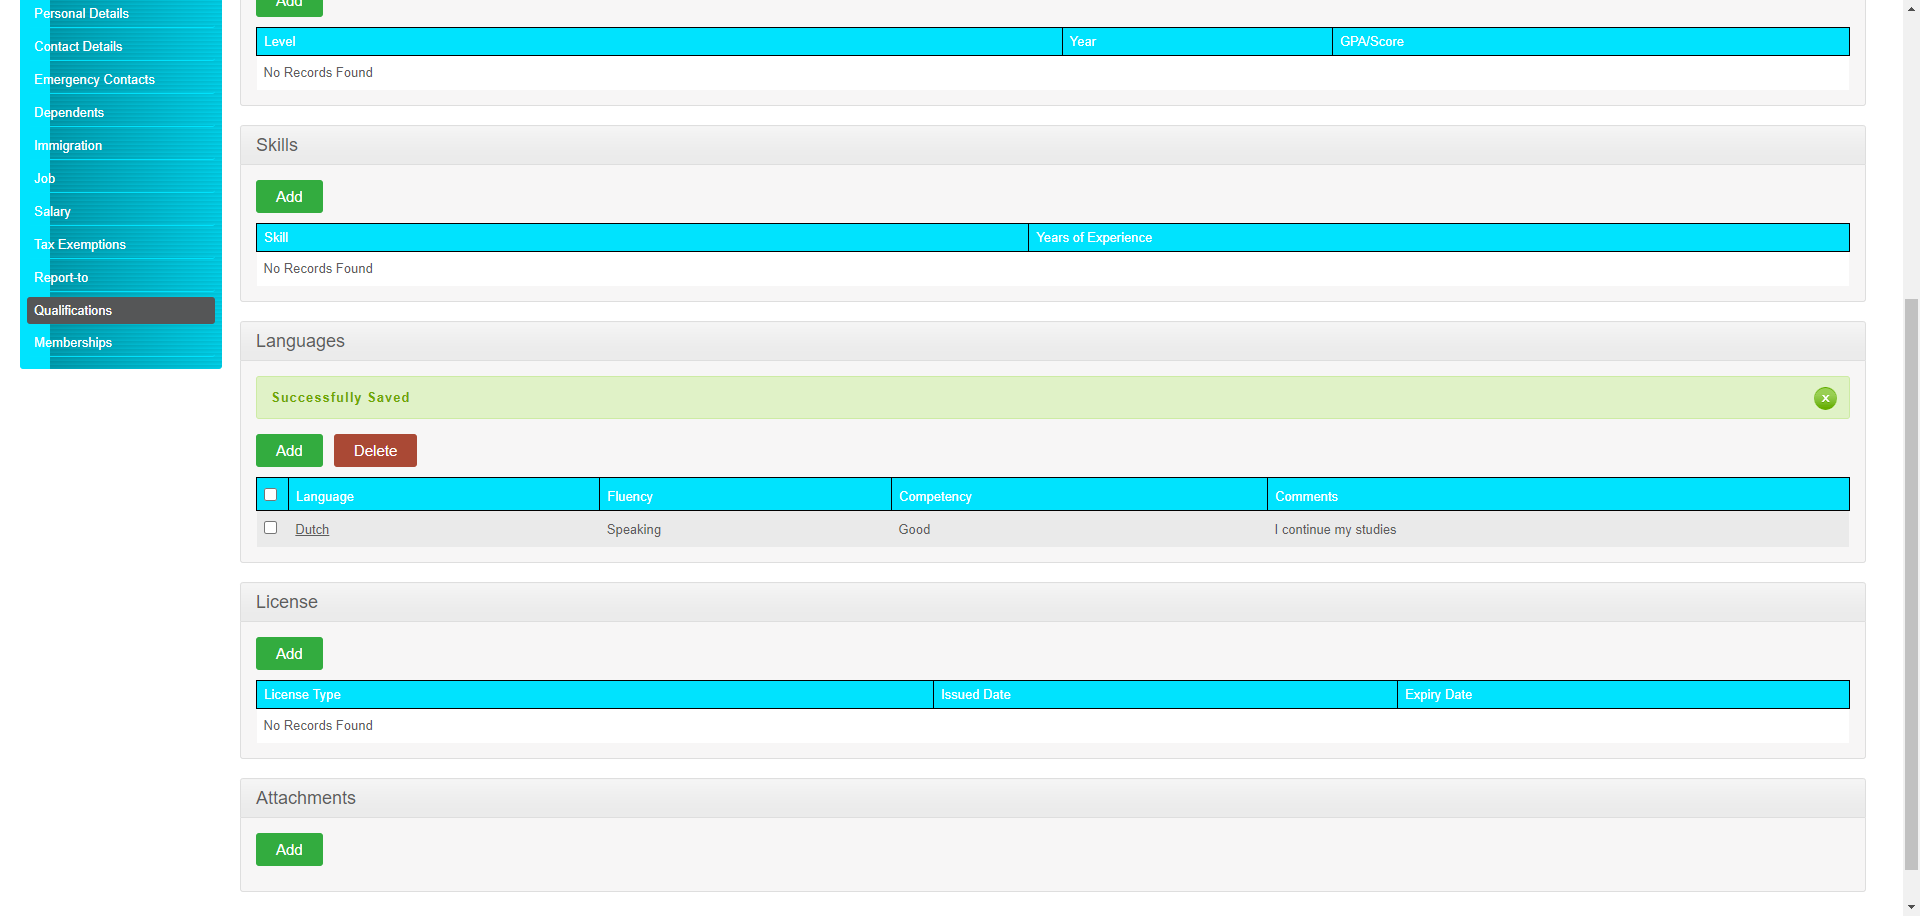 Personal Details
Contact Details
Emergency Contacts
Dependents
Immigration
Job
Salary
Tax Exemptions
Report-to
Qualifications
Memberships
Add
Level Year GPA/Score
No Records Found
Skills
Add
Skill Years of Experience
No Records Found
Languages
Successfully Saved x
Add Delete
Language Fluency Competency Comments
Dutch Speaking Good I continue my studies
License
Add
License Type Issued Date Expiry Date
No Records Found
Attachments
Add